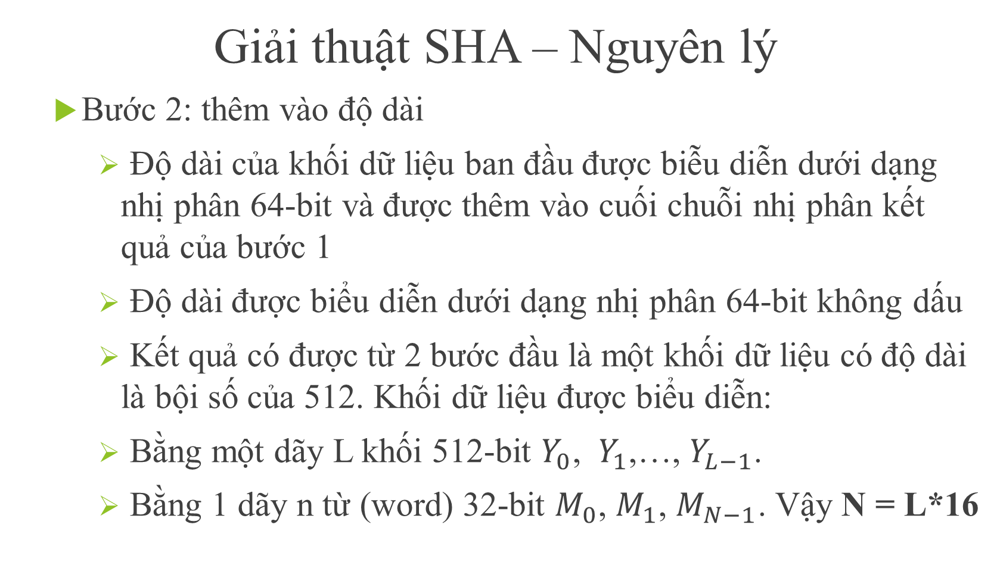 Giải thuật SHA – Nguyên lý
Bước 2: thêm vào độ dài
Độ dài của khối dữ liệu ban đầu được biễu diễn dưới dạng
nhị phân 64-bit và được thêm vào cuối chuỗi nhị phân kết
quả của bước 1
Độ dài được biểu diễn dưới dạng nhị phân 64-bit không dấu
Kết quả có được từ 2 bước đầu là một khối dữ liệu có độ dài
là bội số của 512. Khối dữ liệu được biểu diễn:
Bằng một dãy L khối 512-bit 𝑌₀, 𝑌₁,…, 𝑌_{𝐿−1}.
Bằng 1 dãy n từ (word) 32-bit 𝑀₀, 𝑀₁, 𝑀_{𝑁−1}. Vậy N = L*16